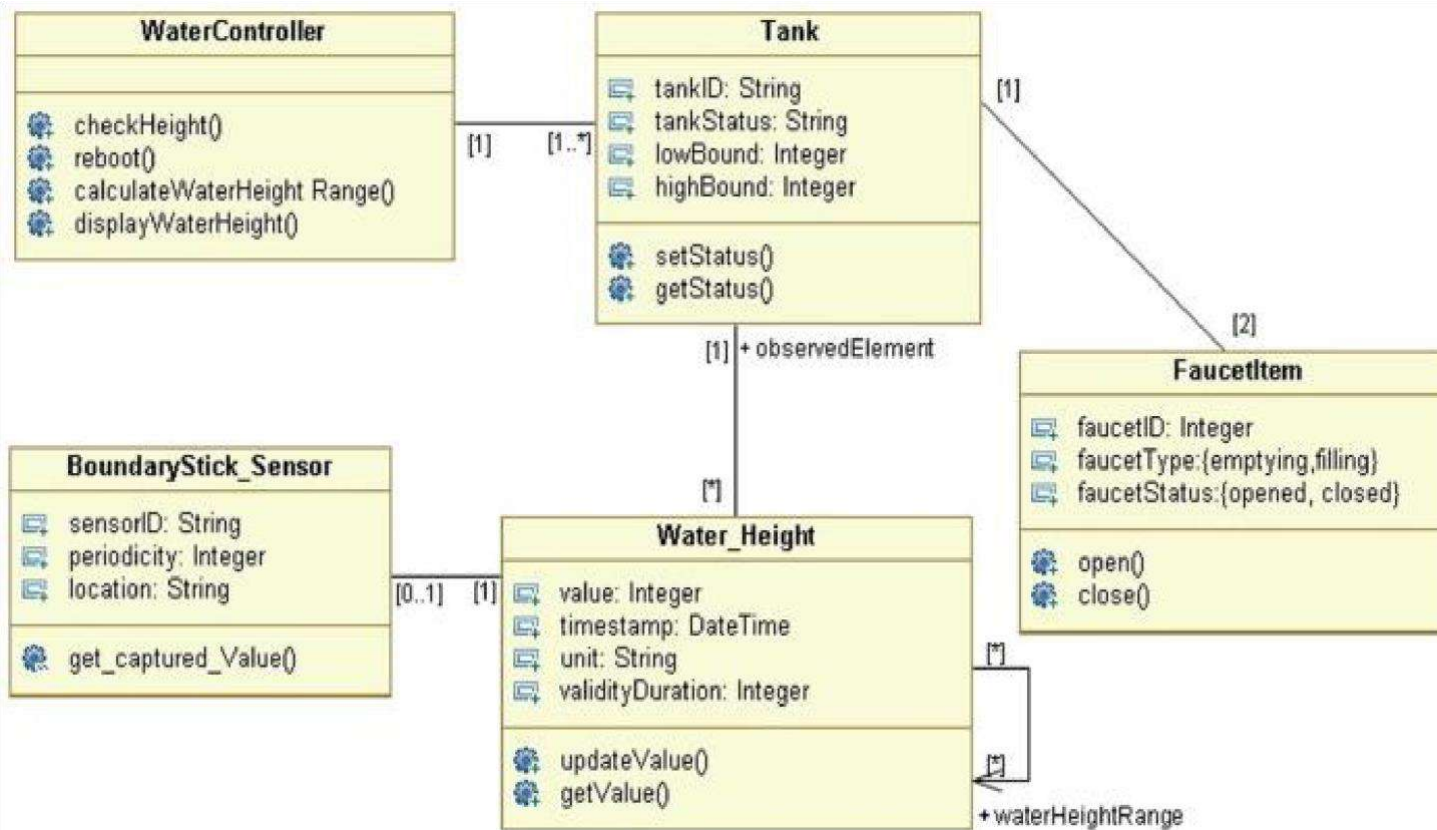 WaterController
checkHeight()
reboot()
calculateWaterHeight Range()
displayWaterHeight()
[1]
[1..*]
Tank
tankID: String
tankStatus: String
lowBound: Integer
highBound: Integer
setStatus()
getStatus()
[1]
[2]
[1]
+ observedElement
[*]
FaucetItem
faucetID: Integer
faucetType:{emptying,filling}
faucetStatus:{opened, closed}
open()
close()
BoundaryStick_Sensor
sensorID: String
periodicity: Integer
location: String
get_captured_Value()
[0..1]
[1]
Water_Height
value: Integer
timestamp: DateTime
unit: String
validityDuration: Integer
updateValue()
getValue()
[*]
[*]
+ waterHeightRange